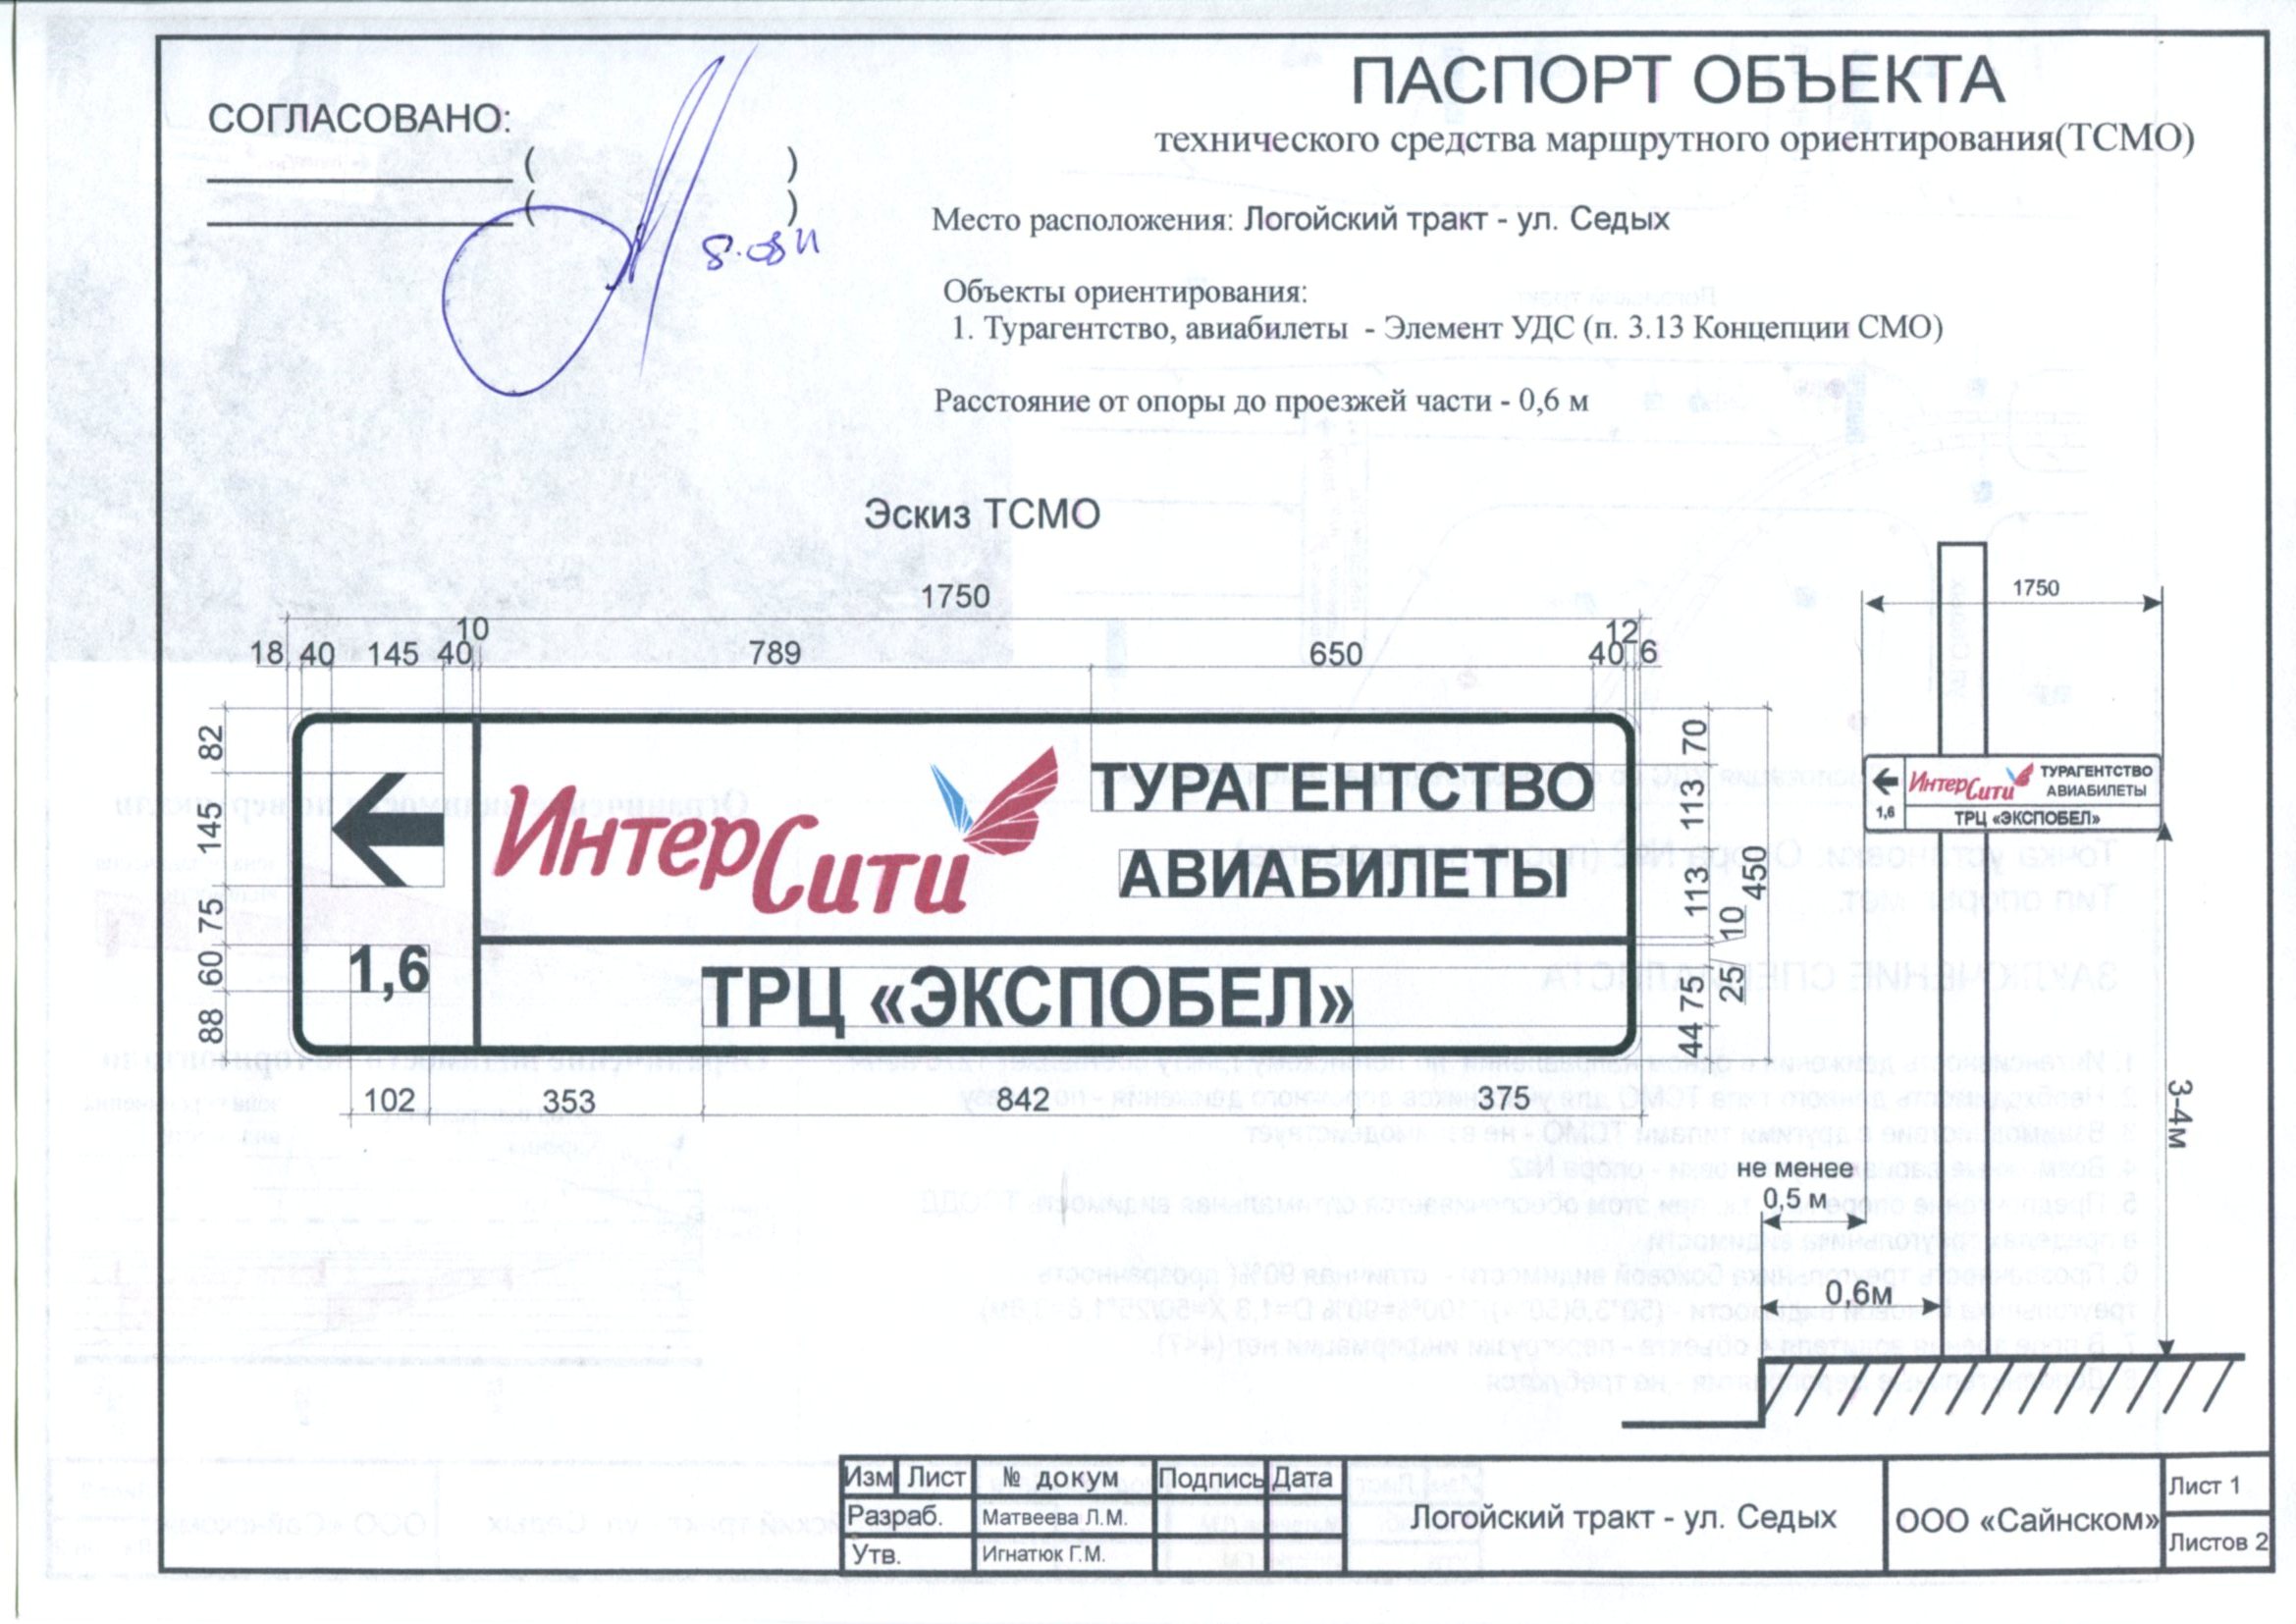 СОГЛАСОВАНО:
( )
( )
ПАСПОРТ ОБЪЕКТА
технического средства маршрутного ориентирования(ТСМО)
Место расположения: Логойский тракт - ул. Седых
Объекты ориентирования:
1. Турагентство, авиабилеты - Элемент УДС (п. 3.13 Концепции СМО)
Расстояние от опоры до проезжей части - 0,6 м
Эскиз ТСМО
1750
18 40 145 40 10 789 650 40 12 6
82
145
75
60
88
ИнтерСити
ТУРАГЕНТСТВО
АВИАБИЛЕТЫ
1,6
ТРЦ «ЭКСПОБЕЛ»
70
113
113
10
25
75
44
450
102 353 842 375
1750
ИнтерСити
ТУРАГЕНТСТВО
АВИАБИЛЕТЫ
1,6
ТРЦ «ЭКСПОБЕЛ»
3-4м
не менее
0,5 м
0,6м
Изм Лист № докум Подпись Дата
Разраб. Матвеева Л.М.
Утв. Игнатюк Г.М.
Логойский тракт - ул. Седых
ООО «Сайнском»
Лист 1
Листов 2